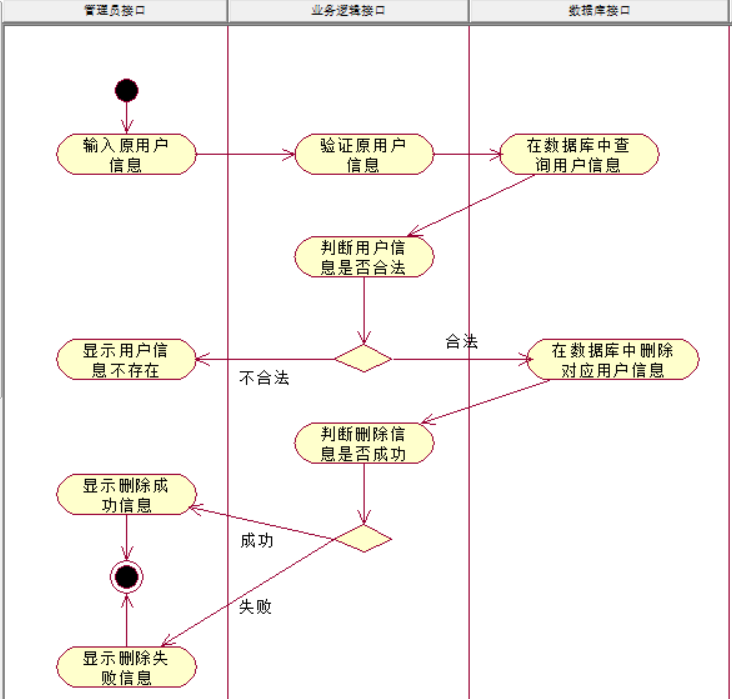 管理员接口
业务逻辑接口
数据库接口
输入原用户
信息
验证原用户
信息
在数据库中查
询用户信息
判断用户信
息是否合法
合法
显示用户信
息不存在
不合法
在数据库中删除
对应用户信息
判断删除信
息是否成功
显示删除成
功信息
成功
失败
显示删除失
败信息